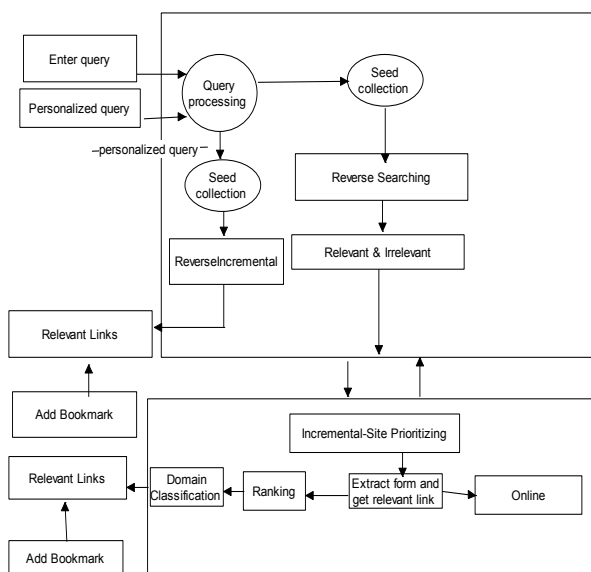 Enter query
Personalized query
Query
processing
Seed
collection
personalized query
Seed
collection
Reverse Searching
ReverseIncremental
Relevant & Irrelevant
Relevant Links
Add Bookmark
Incremental-Site Prioritizing
Relevant Links
Domain
Classification
Ranking
Extract form and
get relevant link
Online
Add Bookmark